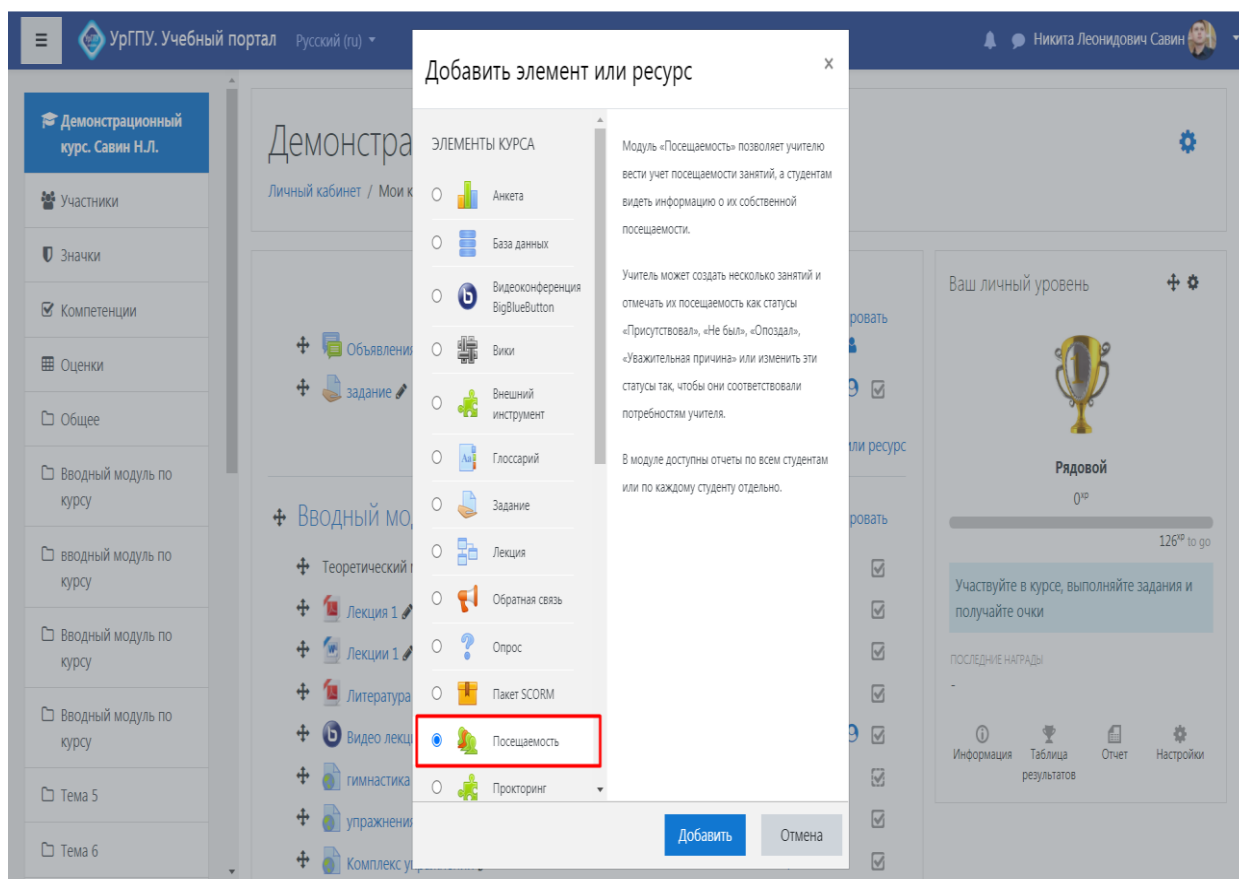 УрГПУ. Учебный портал
Русский (ru)
Никита Леонидович Савин
Демонстрационный
курс. Савин Н.Л.
Участники
Значки
Компетенции
Оценки
Общее
Вводный модуль по
курсу
вводный модуль по
курсу
Вводный модуль по
курсу
Вводный модуль по
курсу
Тема 5
Тема 6
Демонстра
Личный кабинет / Мои к
Объявления
задание
Вводный мо
Теоретический
Лекция 1
Лекции 1
Литература
Видео лекц
гимнастика
упражнения
Комплекс
Добавить элемент или ресурс
x
ЭЛЕМЕНТЫ КУРСА
Анкета
База данных
Видеоконференция
BigBlueButton
Вики
Внешний
инструмент
Глоссарий
Задание
Лекция
Обратная связь
Опрос
Пакет SCORM
Посещаемость
Прокторинг
Модуль «Посещаемость» позволяет учителю
вести учет посещаемости занятий, а студентам
видеть информацию о их собственной
посещаемости.
Учитель может создать несколько занятий и
отмечать их посещаемость как статусы
«Присутствовал», «Не был», «Опоздал»,
«Уважительная причина» или изменить эти
статусы так, чтобы они соответствовали
потребностям учителя.
В модуле доступны отчеты по всем студентам
или по каждому студенту отдельно.
Добавить
Отмена
ровать
или ресурс
ровать
Ваш личный уровень
Рядовой
0xp
126xp to go
Участвуйте в курсе, выполняйте задания и
получайте очки
ПОСЛЕДНИЕ НАГРАДЫ
-
Информация
Таблица
результатов
Отчет
Настройки